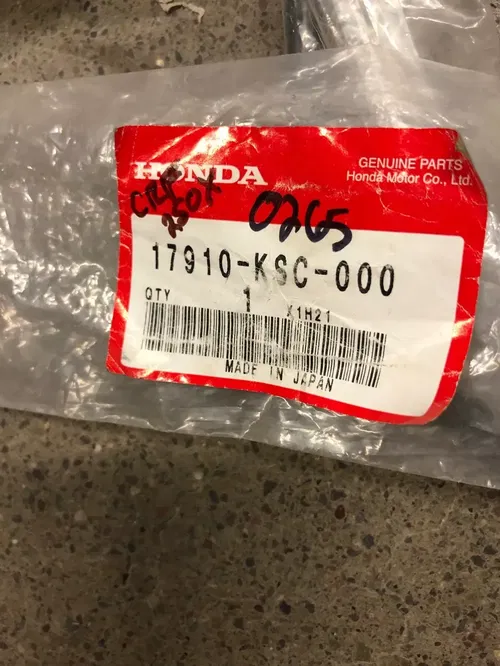 HONDA
GENUINE PARTS
Honda Motor Co., Ltd.
0265
17910-KSC-000
QTY 1 X1H21
MADE IN JAPAN